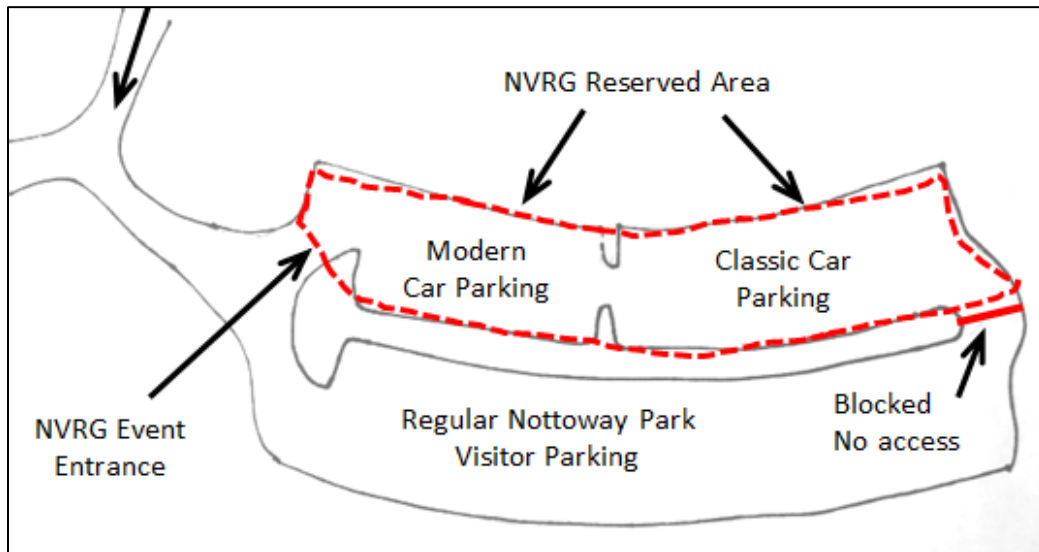 NVRG Reserved Area
Modern
Car Parking
Classic Car
Parking
NVRG Event
Entrance
Regular Nottoway Park
Visitor Parking
Blocked
No access